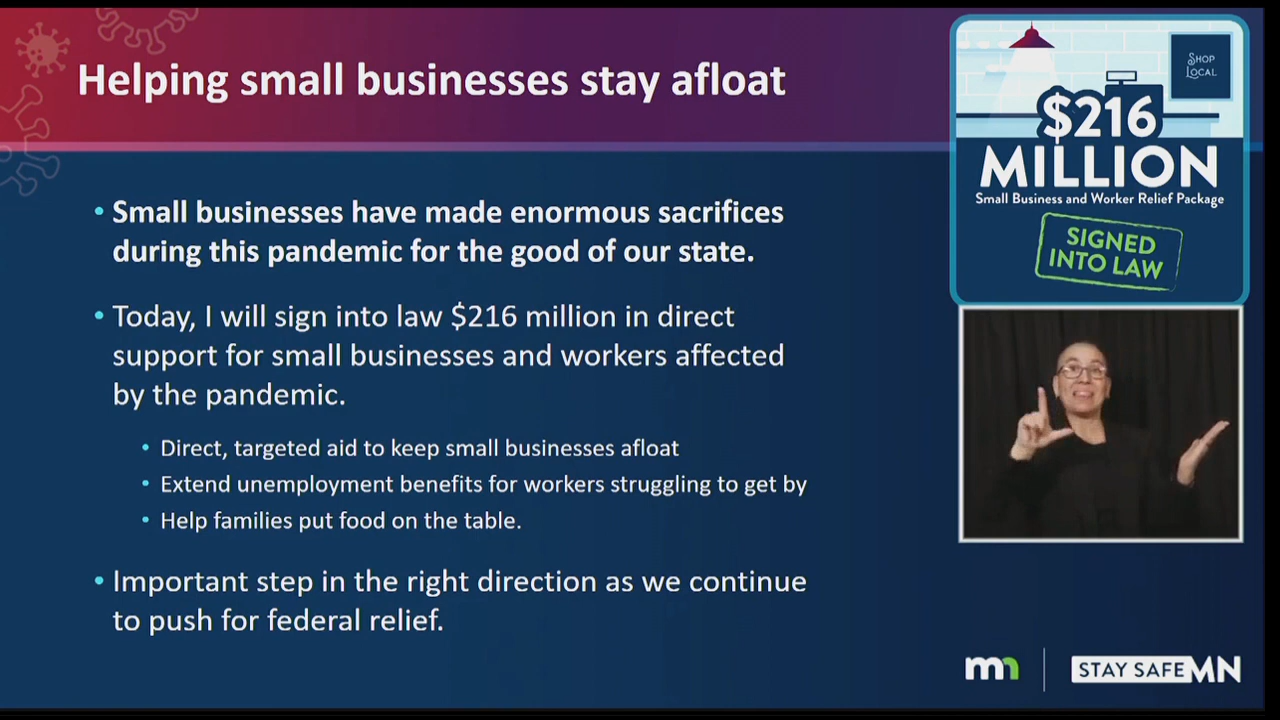 Helping small businesses stay afloat
• Small businesses have made enormous sacrifices
during this pandemic for the good of our state.
• Today, I will sign into law $216 million in direct
support for small businesses and workers affected
by the pandemic.
• Direct, targeted aid to keep small businesses afloat
• Extend unemployment benefits for workers struggling to get by
• Help families put food on the table.
• Important step in the right direction as we continue
to push for federal relief.
SHOP
LOCAL
$216
MILLION
Small Business and Worker Relief Package
SIGNED
INTO LAW
mn
STAY SAFE MN